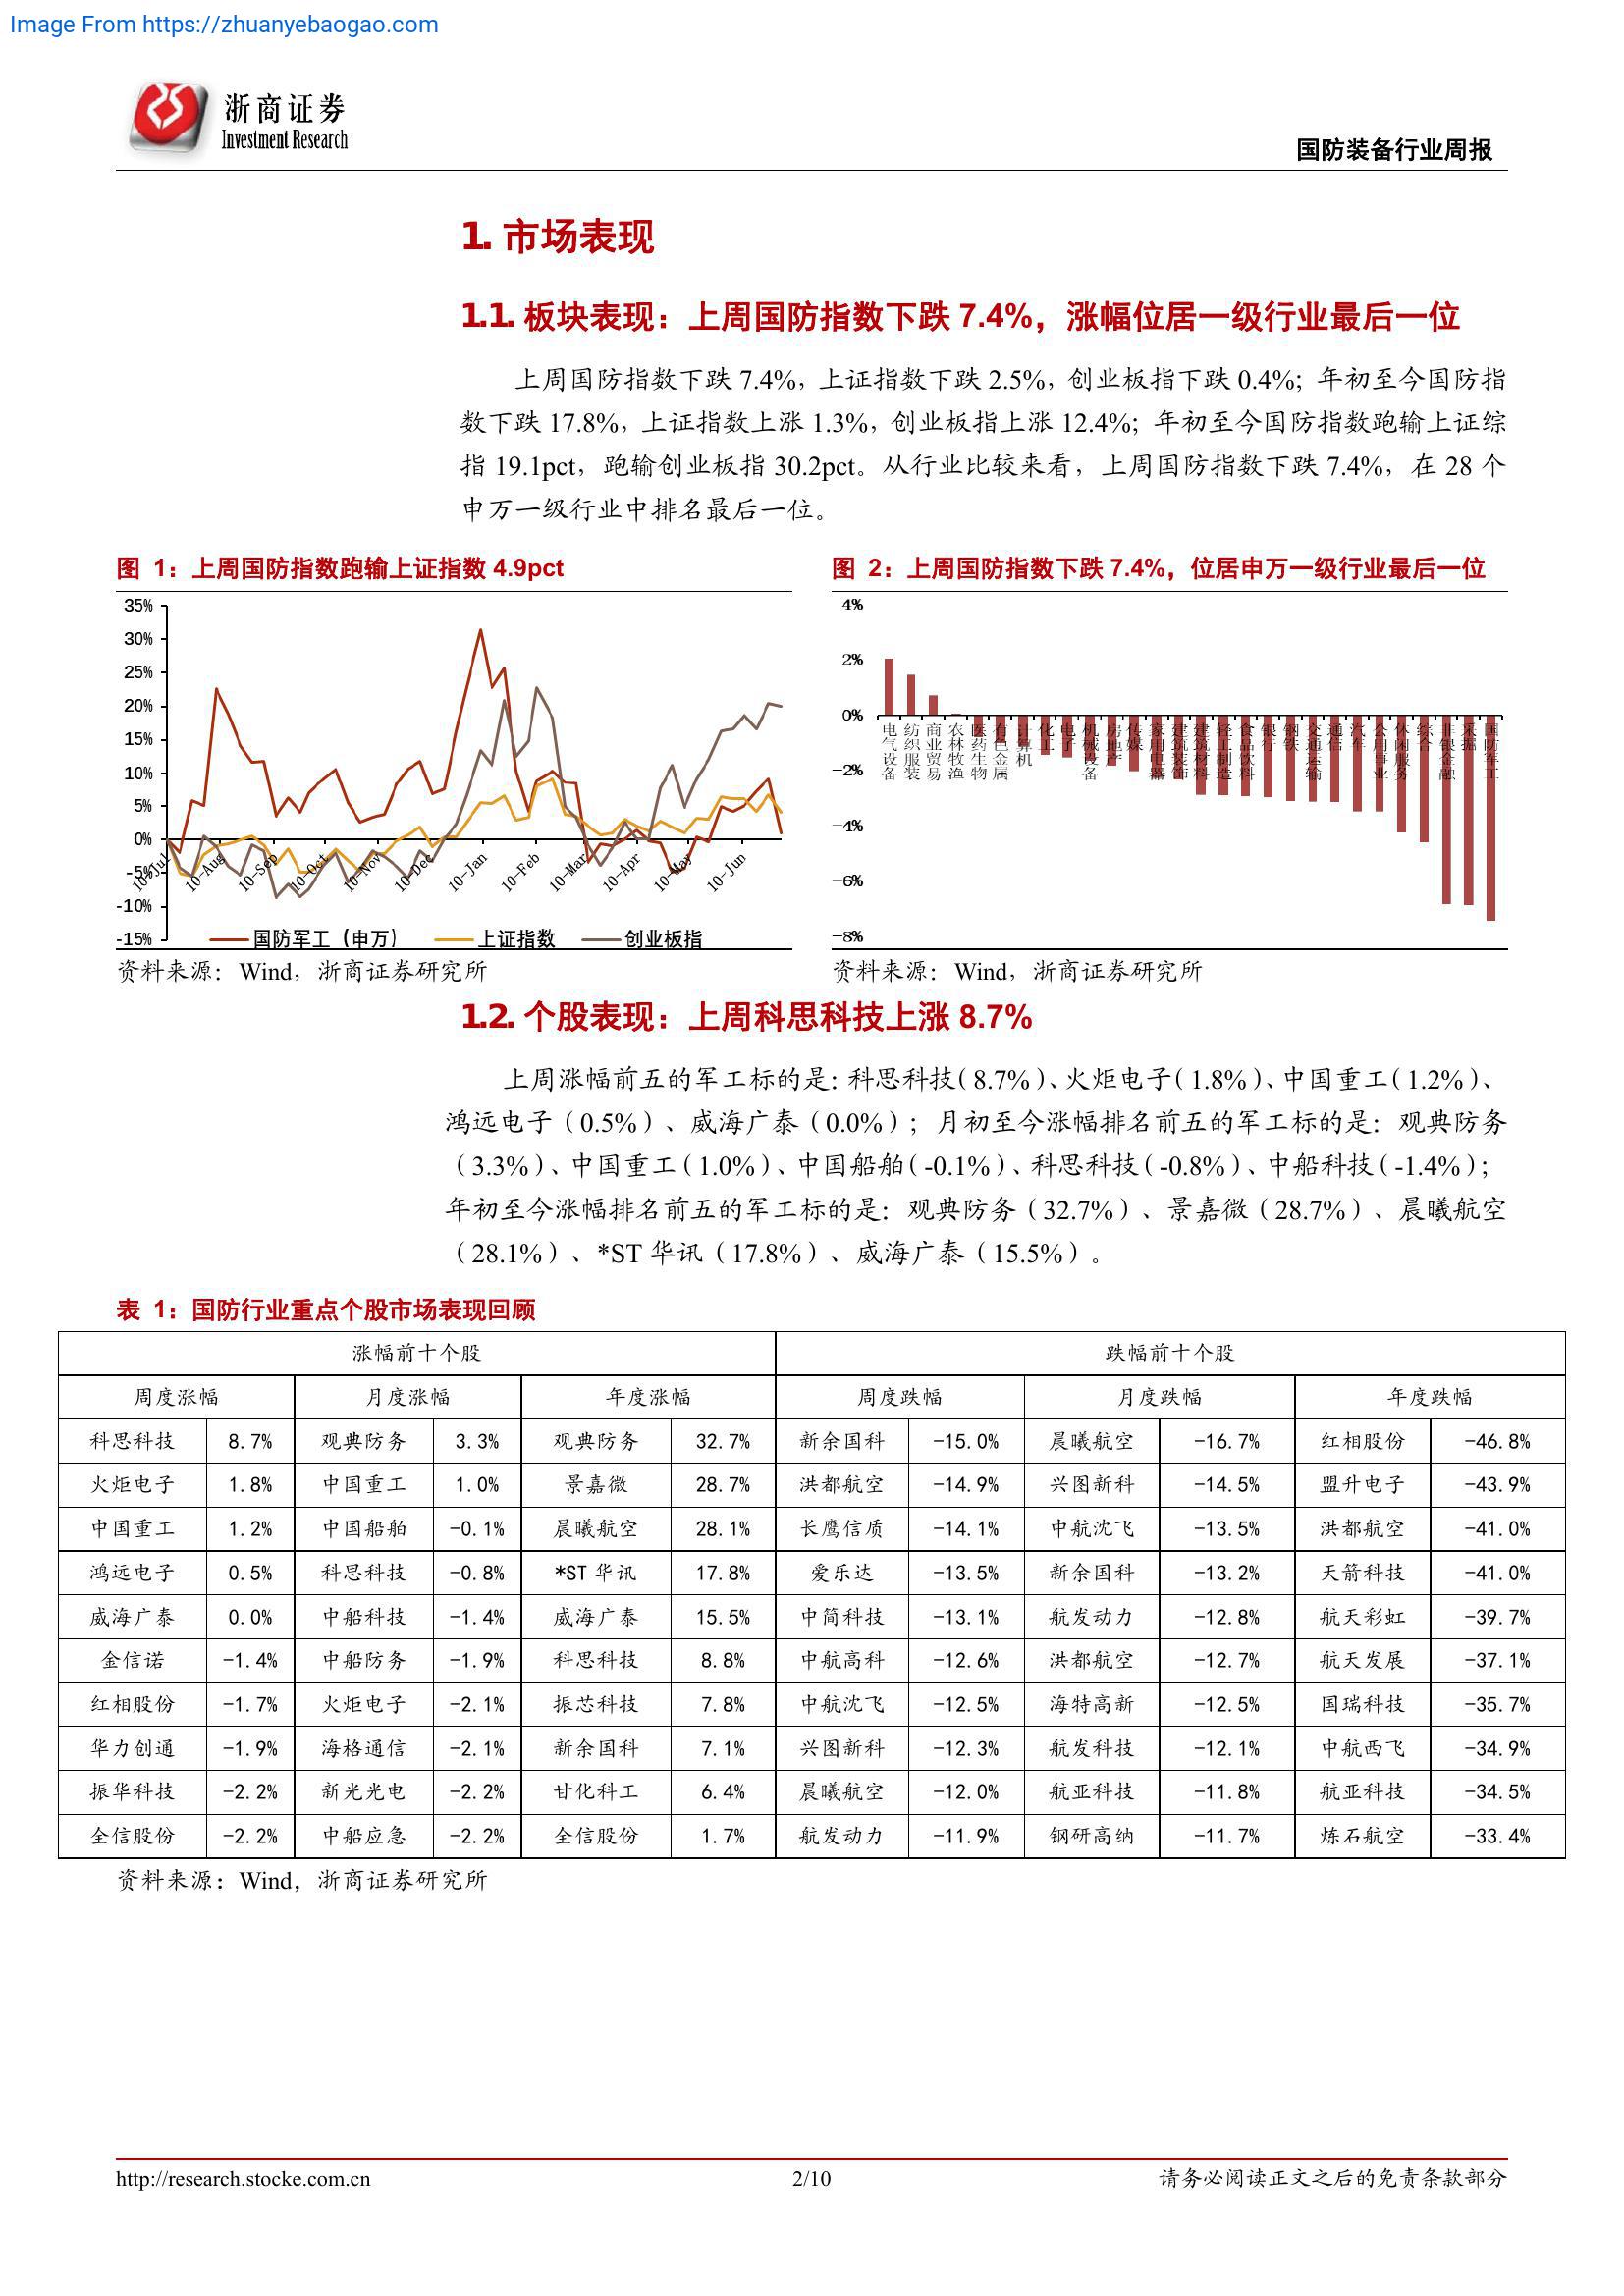 Image From https://zhuanyebaogao.com
浙商证券
Investment Research
国防装备行业周报
1. 市场表现
1.1. 板块表现：上周国防指数下跌 7.4%，涨幅位居一级行业最后一位
上周国防指数下跌 7.4%，上证指数下跌 2.5%，创业板指下跌 0.4%；年初至今国防指
数下跌 17.8%，上证指数上涨 1.3%，创业板指上涨 12.4%；年初至今国防指数跑输上证综
指 19.1pct，跑输创业板指 30.2pct。从行业比较来看，上周国防指数下跌 7.4%，在 28 个
申万一级行业中排名最后一位。
图 1：上周国防指数跑输上证指数 4.9pct
35%
30%
25%
20%
15%
10%
5%
0%
-5%
-10%
-15%
10-Jul
10-Aug
10-Sep
10-Oct
10-Nov
10-Dec
10-Jan
10-Feb
10-Mar
10-Apr
10-May
10-Jun
国防军工（申万） 上证指数 创业板指
资料来源：Wind，浙商证券研究所
图 2：上周国防指数下跌 7.4%，位居申万一级行业最后一位
4%
2%
0%
-2%
-4%
-6%
-8%
电气设备
纺织服装
商业贸易
农林牧渔
医药生物
有色金属
计算机
化工
电子
机械设备
房地产
传媒
家用电器
建筑装饰
建筑材料
轻工制造
食品饮料
银行
钢铁
交通运输
通信
汽车
公用事业
休闲服务
综合
非银金融
采掘
国防军工
资料来源：Wind，浙商证券研究所
1.2. 个股表现：上周科思科技上涨 8.7%
上周涨幅前五的军工标的是：科思科技（8.7%）、火炬电子（1.8%）、中国重工（1.2%）、
鸿远电子（0.5%）、威海广泰（0.0%）；月初至今涨幅排名前五的军工标的是：观典防务
（3.3%）、中国重工（1.0%）、中国船舶（-0.1%）、科思科技（-0.8%）、中船科技（-1.4%）；
年初至今涨幅排名前五的军工标的是：观典防务（32.7%）、景嘉微（28.7%）、晨曦航空
（28.1%）、*ST 华讯（17.8%）、威海广泰（15.5%）。
表 1：国防行业重点个股市场表现回顾
涨幅前十个股 跌幅前十个股
周度涨幅 月度涨幅 年度涨幅 周度跌幅 月度跌幅 年度跌幅
科思科技 8.7% 观典防务 3.3% 观典防务 32.7% 新余国科 -15.0% 晨曦航空 -16.7% 红相股份 -46.8%
火炬电子 1.8% 中国重工 1.0% 景嘉微 28.7% 洪都航空 -14.9% 兴图新科 -14.5% 盟升电子 -43.9%
中国重工 1.2% 中国船舶 -0.1% 晨曦航空 28.1% 长鹰信质 -14.1% 中航沈飞 -13.5% 洪都航空 -41.0%
鸿远电子 0.5% 科思科技 -0.8% *ST 华讯 17.8% 爱乐达 -13.5% 新余国科 -13.2% 天箭科技 -41.0%
威海广泰 0.0% 中船科技 -1.4% 威海广泰 15.5% 中简科技 -13.1% 航发动力 -12.8% 航天彩虹 -39.7%
金信诺 -1.4% 中船防务 -1.9% 科思科技 8.8% 中航高科 -12.6% 洪都航空 -12.7% 航天发展 -37.1%
红相股份 -1.7% 火炬电子 -2.1% 振芯科技 7.8% 中航沈飞 -12.5% 海特高新 -12.5% 国瑞科技 -35.7%
华力创通 -1.9% 海格通信 -2.1% 新余国科 7.1% 兴图新科 -12.3% 航发科技 -12.1% 中航西飞 -34.9%
振华科技 -2.2% 新光光电 -2.2% 甘化科工 6.4% 晨曦航空 -12.0% 航亚科技 -11.8% 航亚科技 -34.5%
全信股份 -2.2% 中船应急 -2.2% 全信股份 1.7% 航发动力 -11.9% 钢研高纳 -11.7% 炼石航空 -33.4%
资料来源：Wind，浙商证券研究所
http://research.stocke.com.cn 2/10 请务必阅读正文之后的免责条款部分